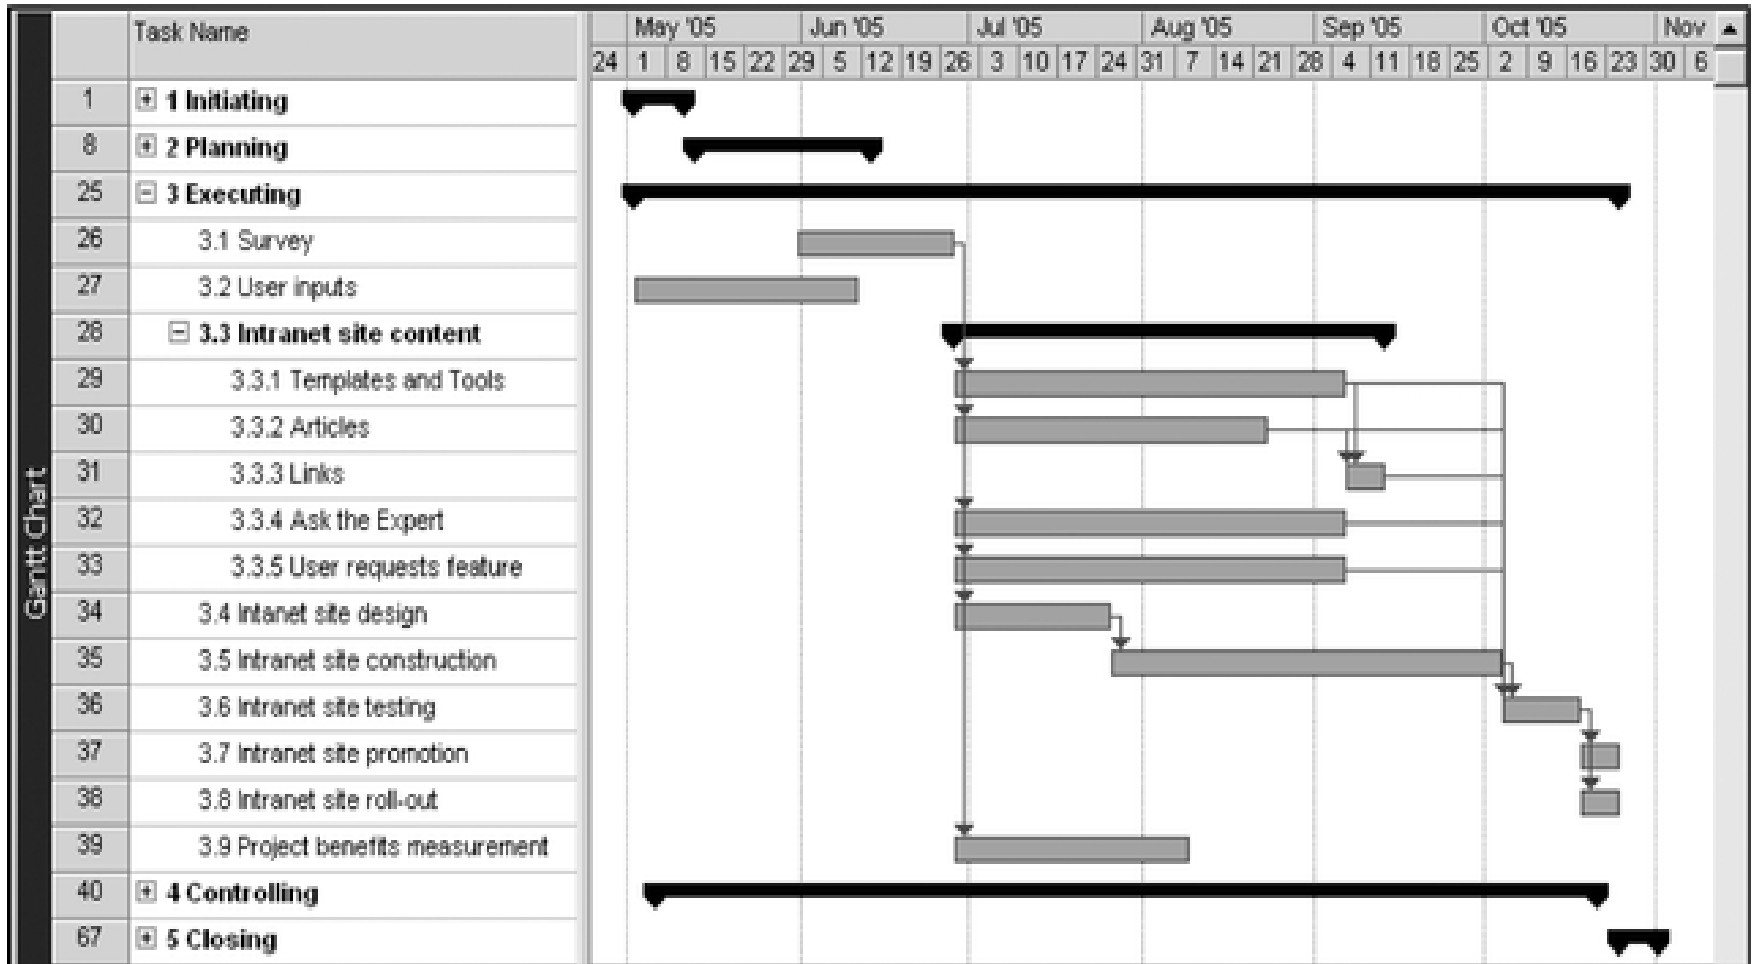 Gantt Chart
Task Name
May '05 Jun '05 Jul '05 Aug '05 Sep '05 Oct '05 Nov
24 1 8 15 22 29 5 12 19 26 3 10 17 24 31 7 14 21 28 4 11 18 25 2 9 16 23 30 6
1 1 Initiating
8 2 Planning
25 3 Executing
26 3.1 Survey
27 3.2 User inputs
28 3.3 Intranet site content
29 3.3.1 Templates and Tools
30 3.3.2 Articles
31 3.3.3 Links
32 3.3.4 Ask the Expert
33 3.3.5 User requests feature
34 3.4 Intanet site design
35 3.5 Intranet site construction
36 3.6 Intranet site testing
37 3.7 Intranet site promotion
38 3.8 Intranet site roll-out
39 3.9 Project benefits measurement
40 4 Controlling
67 5 Closing